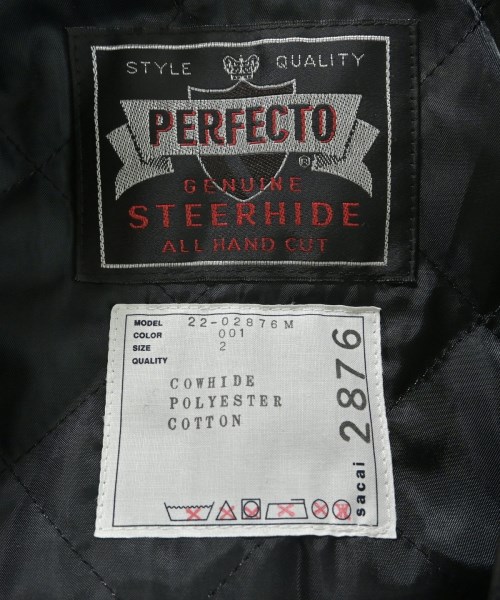 STYLE QUALITY
PERFECTO
®
GENUINE
STEERHIDE
ALL HAND CUT
MODEL 22-02876M
COLOR 001
SIZE 2
QUALITY
COWHIDE
POLYESTER
COTTON
sacai 2876